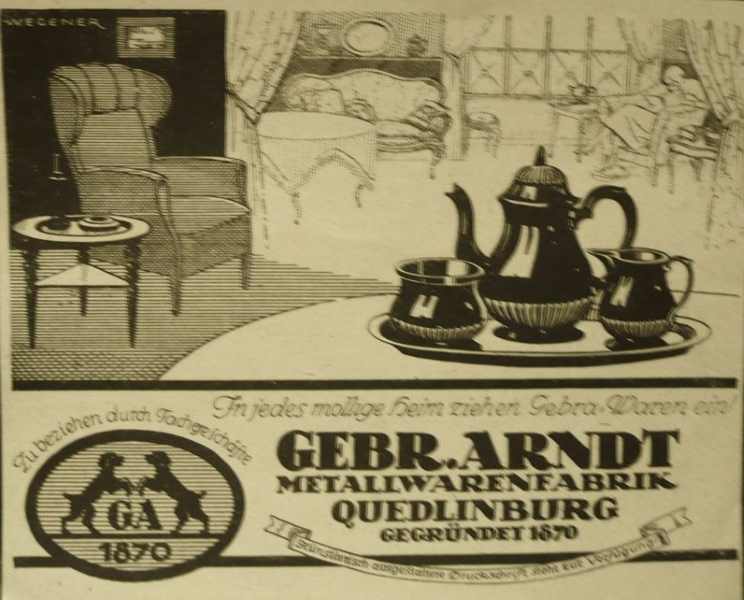 WEGENER
In jedes mollige Heim ziehen Gebra-Waren ein!
Zu beziehen durch Fachgeschäfte
GA
1870
GEBR. ARNDT
METALLWARENFABRIK
QUEDLINBURG
GEGRÜNDET 1870
Künstlerisch ausgestattete Druckschrift steht zur Verfügung!